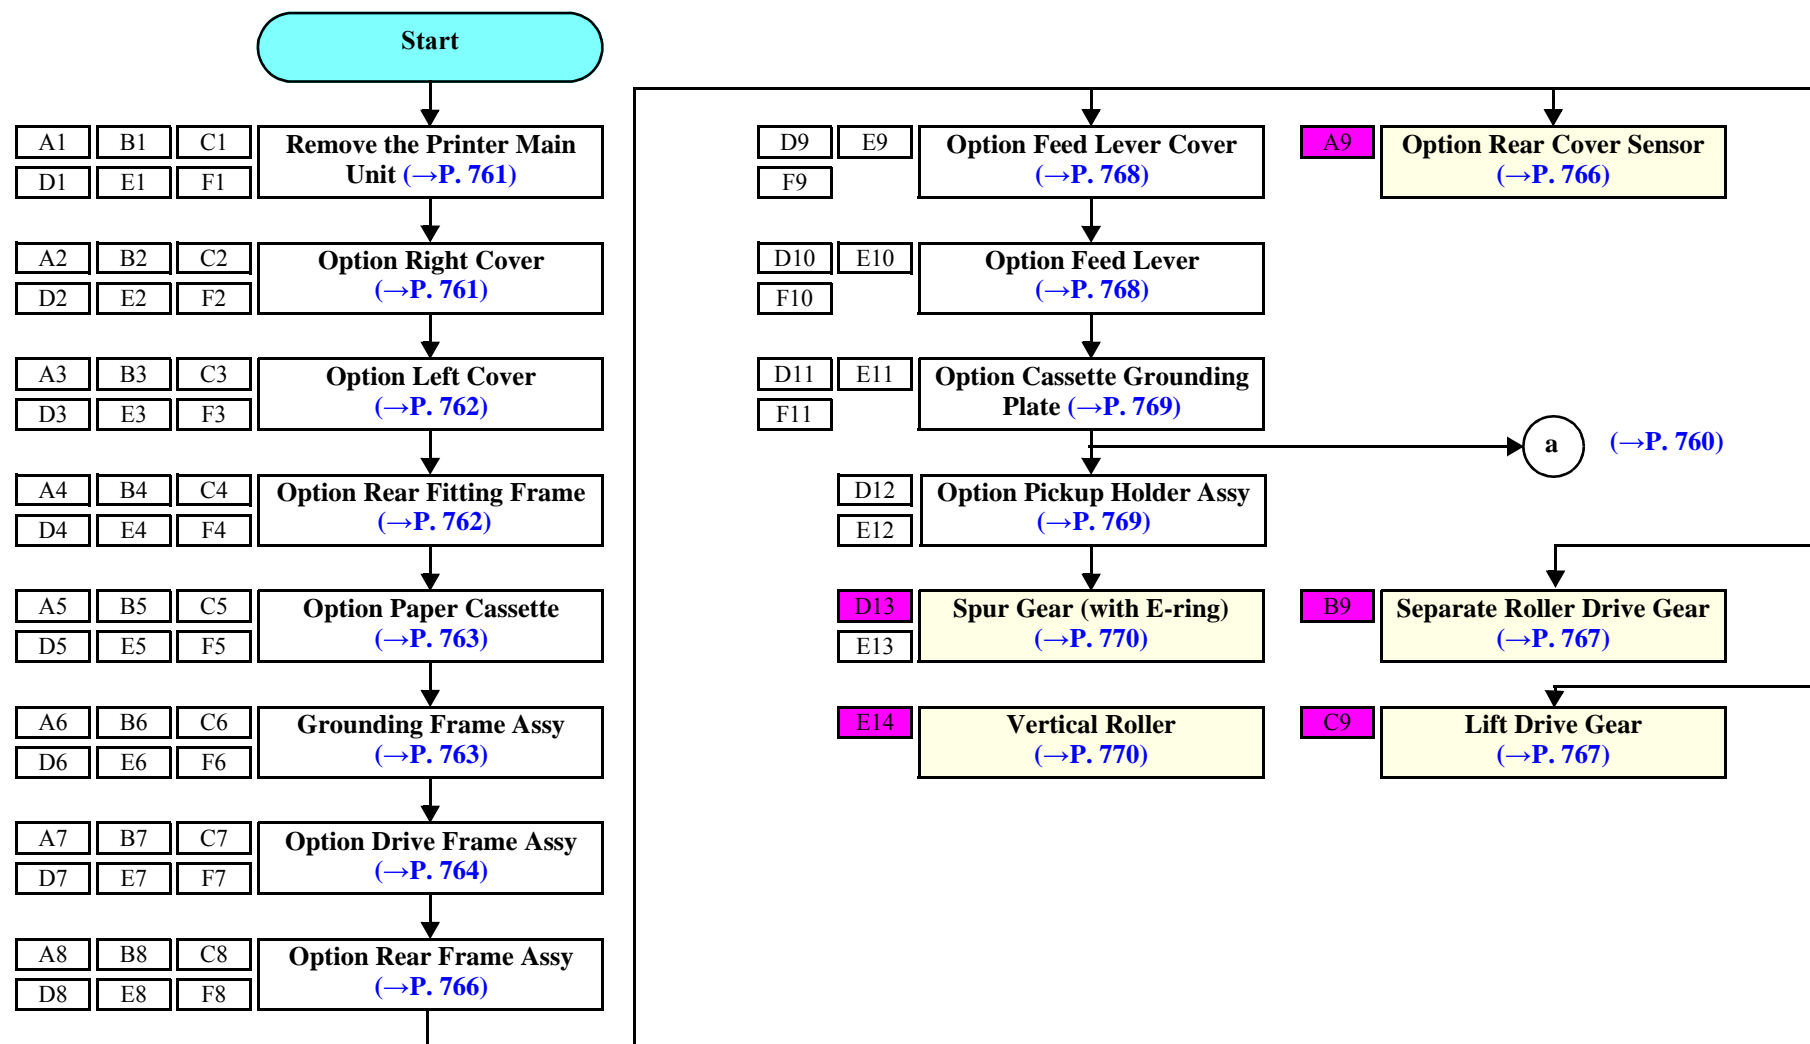 Start
A1 B1 C1 Remove the Printer Main
D1 E1 F1 Unit (→P. 761)
A2 B2 C2 Option Right Cover
D2 E2 F2 (→P. 761)
A3 B3 C3 Option Left Cover
D3 E3 F3 (→P. 762)
A4 B4 C4 Option Rear Fitting Frame
D4 E4 F4 (→P. 762)
A5 B5 C5 Option Paper Cassette
D5 E5 F5 (→P. 763)
A6 B6 C6 Grounding Frame Assy
D6 E6 F6 (→P. 763)
A7 B7 C7 Option Drive Frame Assy
D7 E7 F7 (→P. 764)
A8 B8 C8 Option Rear Frame Assy
D8 E8 F8 (→P. 766)
D9 E9 Option Feed Lever Cover
F9 (→P. 768)
D10 E10 Option Feed Lever
F10 (→P. 768)
D11 E11 Option Cassette Grounding
F11 Plate (→P. 769)
a (→P. 760)
D12 Option Pickup Holder Assy
E12 (→P. 769)
D13 Spur Gear (with E-ring)
E13 (→P. 770)
E14 Vertical Roller
(→P. 770)
A9 Option Rear Cover Sensor
(→P. 766)
B9 Separate Roller Drive Gear
(→P. 767)
C9 Lift Drive Gear
(→P. 767)